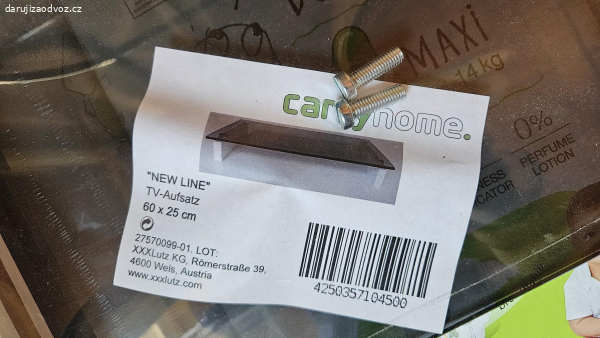 darujizaodvoz.cz
MAXI
14 kg
0%
PERFUME
LOTION
home.
"NEW LINE"
TV-Aufsatz
60 x 25 cm
27570099-01. LOT:
XXXLutz KG, Römerstraße 39,
4600 Wels, Austria
www.xxxlutz.com
4250357104500